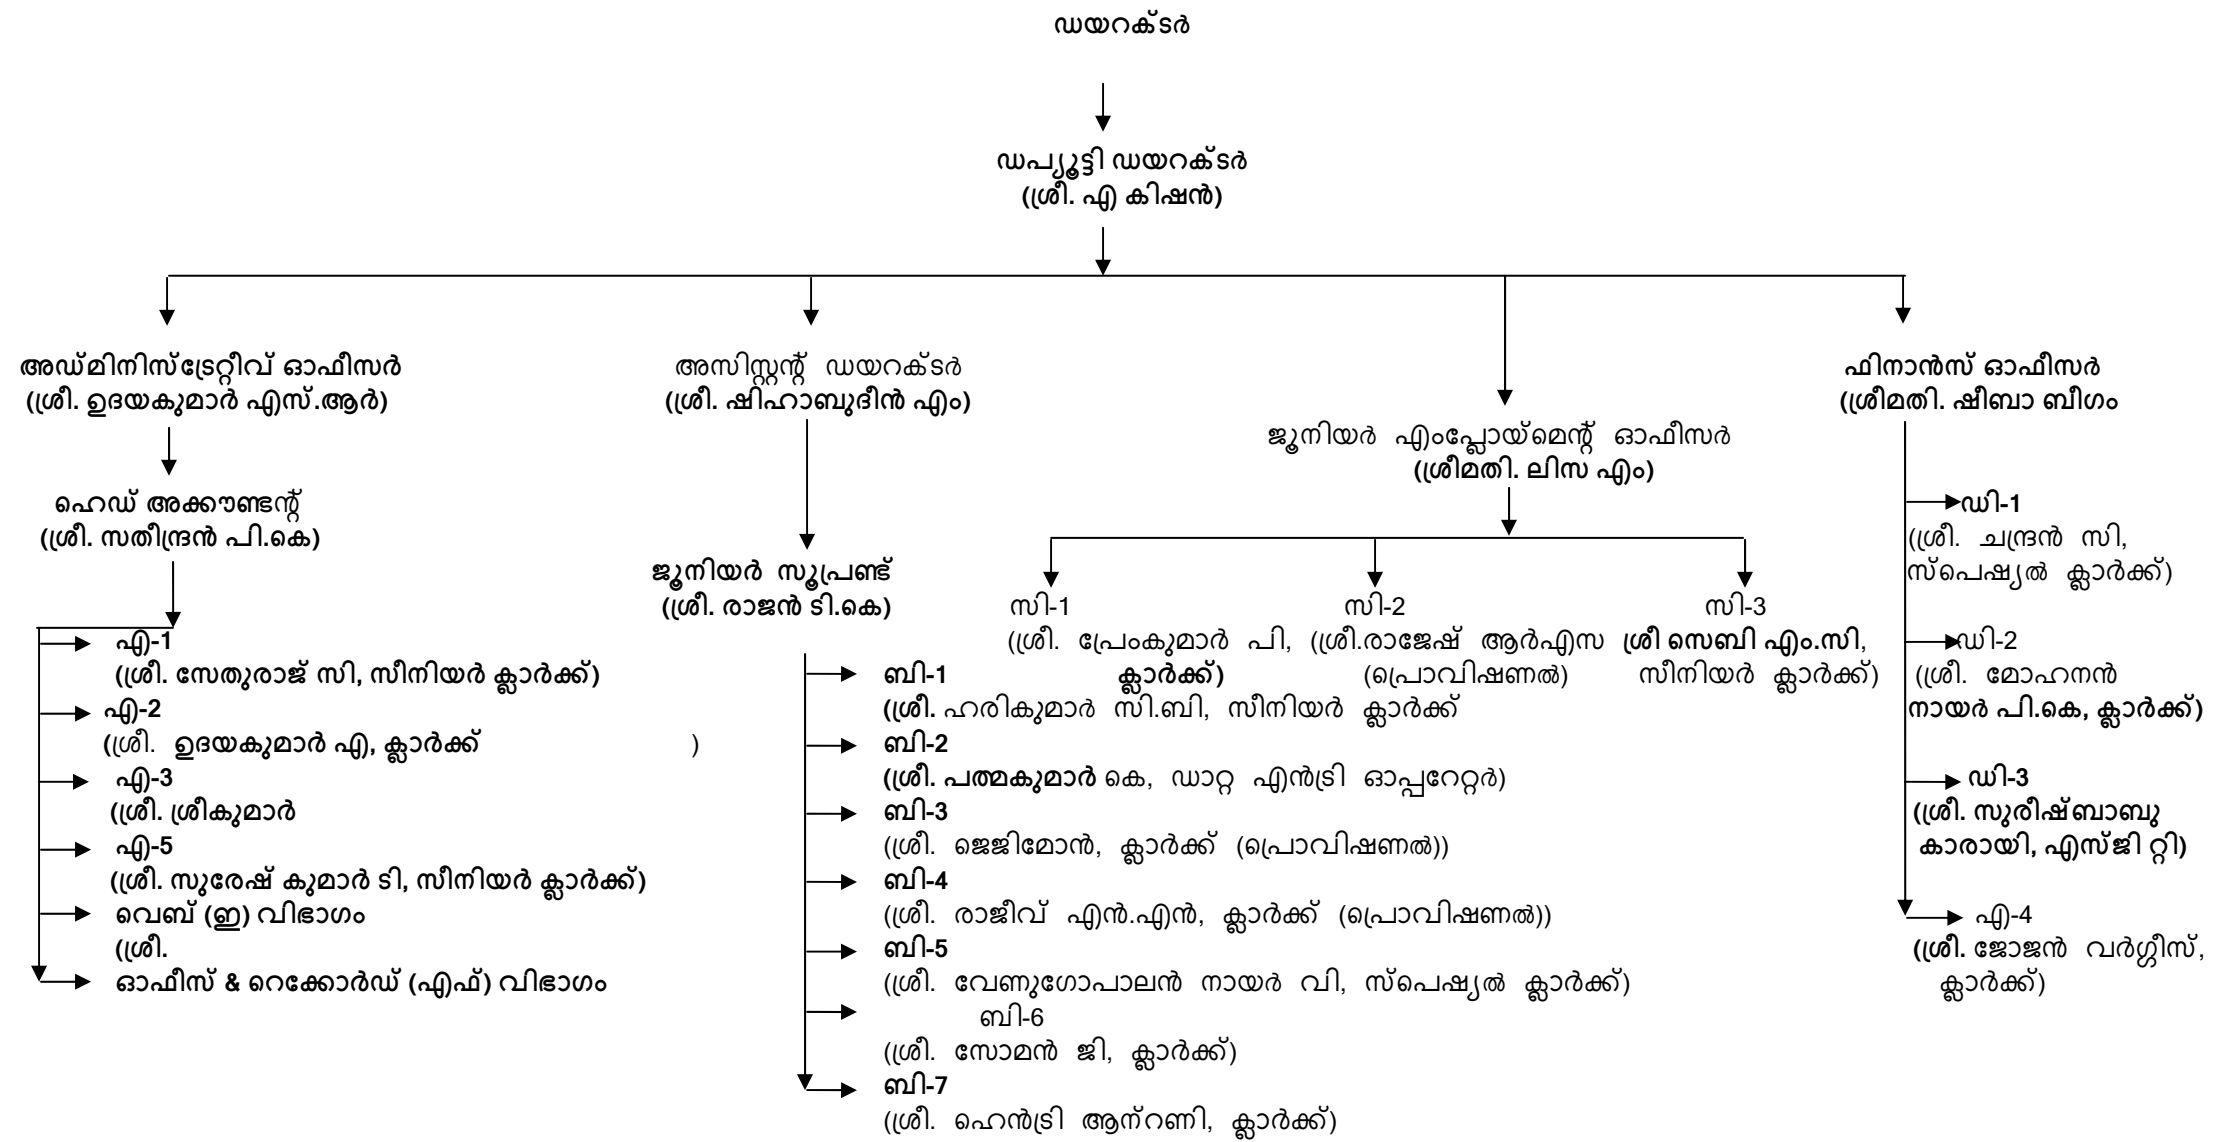 ഡയറക്ടർ
ഡപ്യൂട്ടി ഡയറക്ടർ
(ശ്രീ. എ കിഷൻ)
അഡ്മിനിസ്ട്രേറ്റീവ് ഓഫീസർ
(ശ്രീ. ഉദയകുമാർ എസ്.ആർ)
ഹെഡ് അക്കൗണ്ടന്റ്
(ശ്രീ. സതീന്ദ്രൻ പി.കെ)
എ-1
(ശ്രീ. സേതുരാജ് സി, സീനിയർ ക്ലാർക്ക്)
എ-2
(ശ്രീ. ഉദയകുമാർ എ, ക്ലാർക്ക് )
എ-3
(ശ്രീ. ശ്രീകുമാർ
എ-5
(ശ്രീ. സുരേഷ് കുമാർ ടി, സീനിയർ ക്ലാർക്ക്)
വെബ് (ഇ) വിഭാഗം
(ശ്രീ.
ഓഫീസ് & റെക്കോർഡ് (എഫ്) വിഭാഗം
അസിസ്റ്റന്റ് ഡയറക്ടർ
(ശ്രീ. ഷിഹാബുദീൻ എം)
ജൂനിയർ സൂപ്രണ്ട്
(ശ്രീ. രാജൻ ടി.കെ)
ബി-1
(ശ്രീ. ഹരികുമാർ സി.ബി, സീനിയർ ക്ലാർക്ക്
ബി-2
(ശ്രീ. പത്മകുമാർ കെ, ഡാറ്റ എൻട്രി ഓപ്പറേറ്റർ)
ബി-3
(ശ്രീ. ജെജിമോൻ, ക്ലാർക്ക് (പ്രൊവിഷണൽ))
ബി-4
(ശ്രീ. രാജീവ് എൻ.എൻ, ക്ലാർക്ക് (പ്രൊവിഷണൽ))
ബി-5
(ശ്രീ. വേണുഗോപാലൻ നായർ വി, സ്പെഷ്യൽ ക്ലാർക്ക്)
ബി-6
(ശ്രീ. സോമൻ ജി, ക്ലാർക്ക്)
ബി-7
(ശ്രീ. ഹെൻട്രി ആന്റണി, ക്ലാർക്ക്)
ജൂനിയർ എംപ്ലോയ്മെന്റ് ഓഫീസർ
(ശ്രീമതി. ലിസ എം)
സി-1
(ശ്രീ. പ്രേംകുമാർ പി,
ക്ലാർക്ക്)
സി-2
(ശ്രീ.രാജേഷ് ആർഎസ
(പ്രൊവിഷണൽ)
സി-3
ശ്രീ സെബി എം.സി,
സീനിയർ ക്ലാർക്ക്)
ഫിനാൻസ് ഓഫീസർ
(ശ്രീമതി. ഷീബാ ബീഗം
ഡി-1
(ശ്രീ. ചന്ദ്രൻ സി,
സ്പെഷ്യൽ ക്ലാർക്ക്)
ഡി-2
(ശ്രീ. മോഹനൻ
നായർ പി.കെ, ക്ലാർക്ക്)
ഡി-3
(ശ്രീ. സുരീഷ്ബാബു
കാരായി, എസ്ജി റ്റി)
എ-4
(ശ്രീ. ജോജൻ വർഗ്ഗീസ്,
ക്ലാർക്ക്)